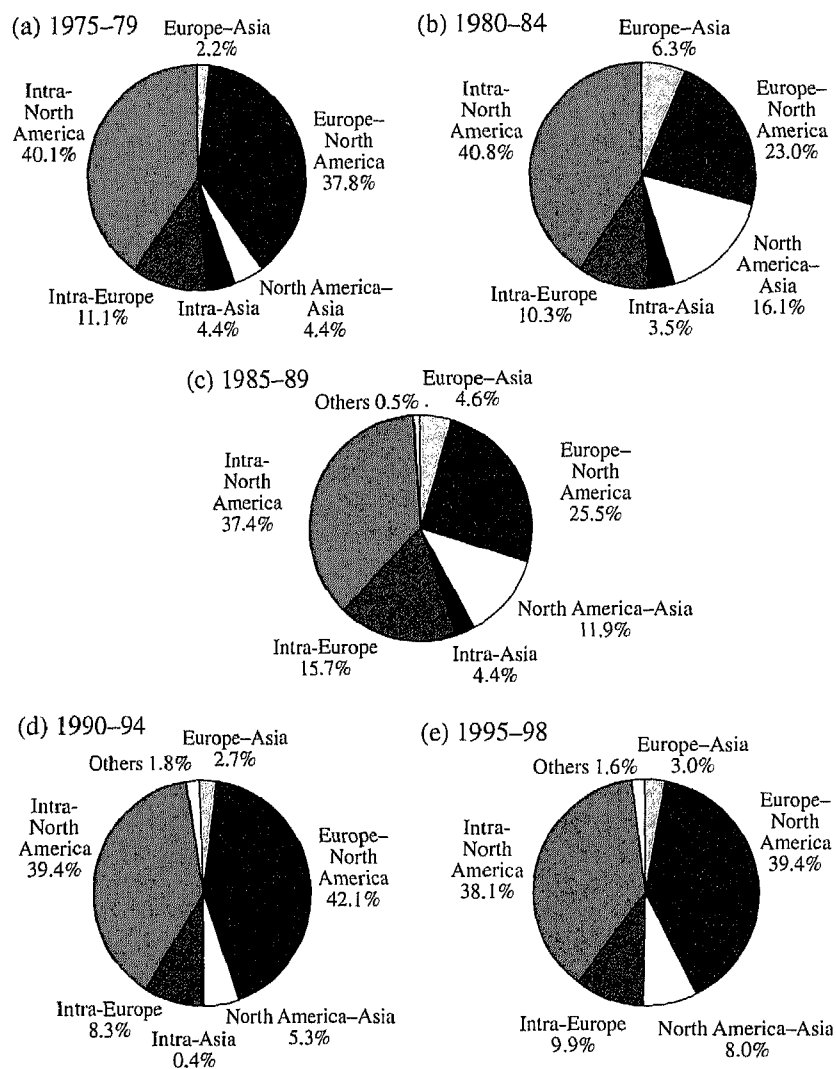 (a) 1975–79
Europe–Asia
2.2%
Intra-
North
America
40.1%
Europe–
North
America
37.8%
Intra-Europe
11.1%
Intra-Asia
4.4%
North America–
Asia
4.4%
(b) 1980–84
Europe–Asia
6.3%
Intra-
North
America
40.8%
Europe–
North
America
23.0%
North
America–
Asia
16.1%
Intra-Europe
10.3%
Intra-Asia
3.5%
(c) 1985–89
Others 0.5%
Europe–Asia
4.6%
Intra-
North
America
37.4%
Europe–
North
America
25.5%
North America–Asia
11.9%
Intra-Europe
15.7%
Intra-Asia
4.4%
(d) 1990–94
Others 1.8%
Europe–Asia
2.7%
Intra-
North
America
39.4%
Europe–
North
America
42.1%
Intra-Europe
8.3%
Intra-Asia
0.4%
North America–Asia
5.3%
(e) 1995–98
Others 1.6%
Europe–Asia
3.0%
Intra-
North
America
38.1%
Europe–
North
America
39.4%
Intra-Europe
9.9%
North America–Asia
8.0%